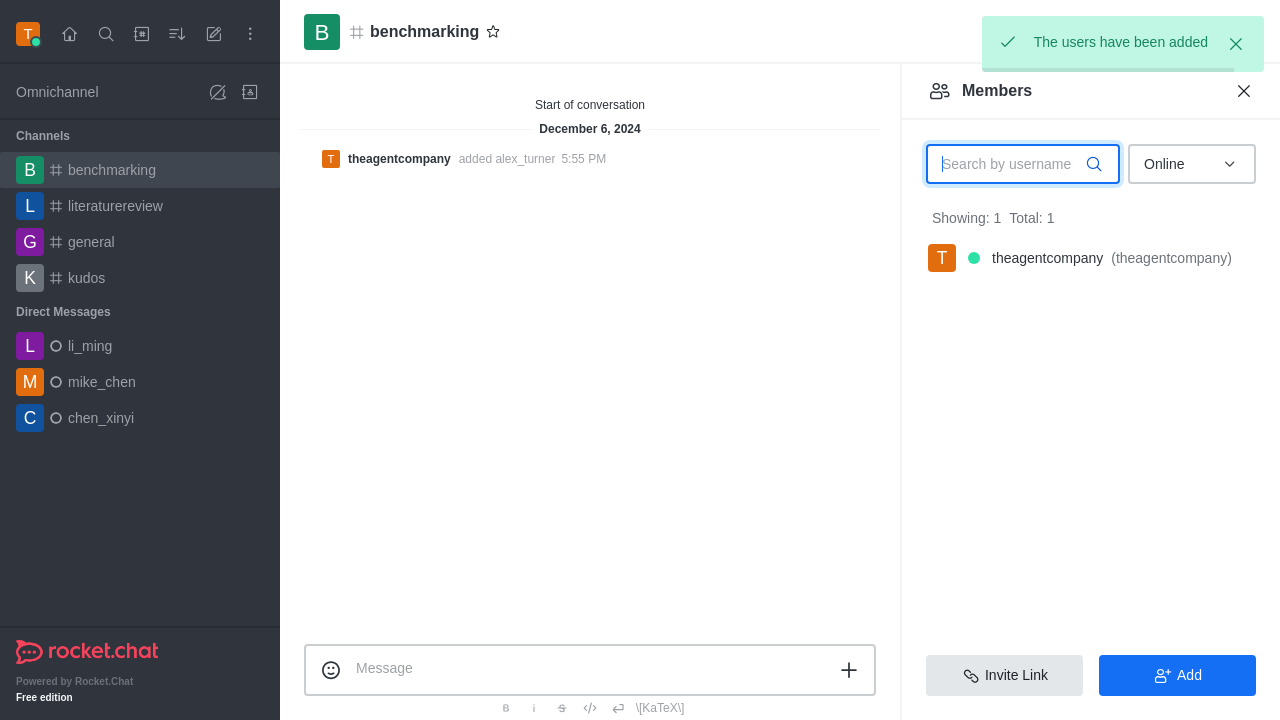 T
Omnichannel
Channels
B benchmarking
L literaturereview
G general
K kudos
Direct Messages
L li_ming
M mike_chen
C chen_xinyi
rocket.chat
Powered by Rocket.Chat
Free edition
B benchmarking
Start of conversation
December 6, 2024
T theagentcompany added alex_turner 5:55 PM
Message
B i S </> \[KaTeX\]
The users have been added
Members
Search by username
Online
Showing: 1 Total: 1
T theagentcompany (theagentcompany)
Invite Link
Add